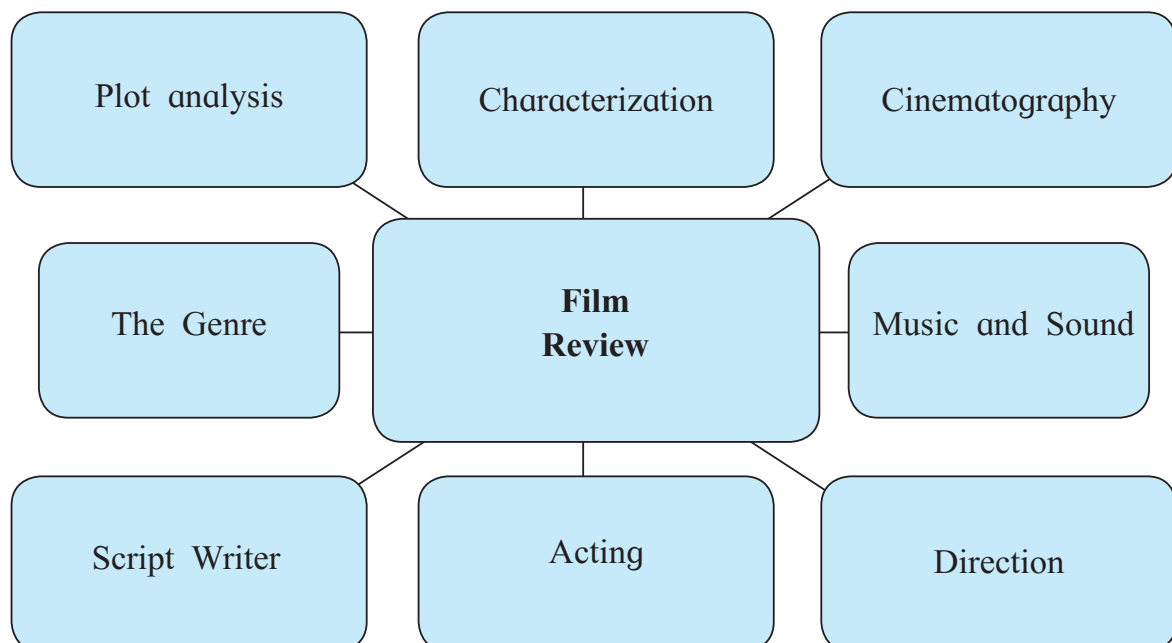 Plot analysis
Characterization
Cinematography
The Genre
Film
Review
Music and Sound
Script Writer
Acting
Direction